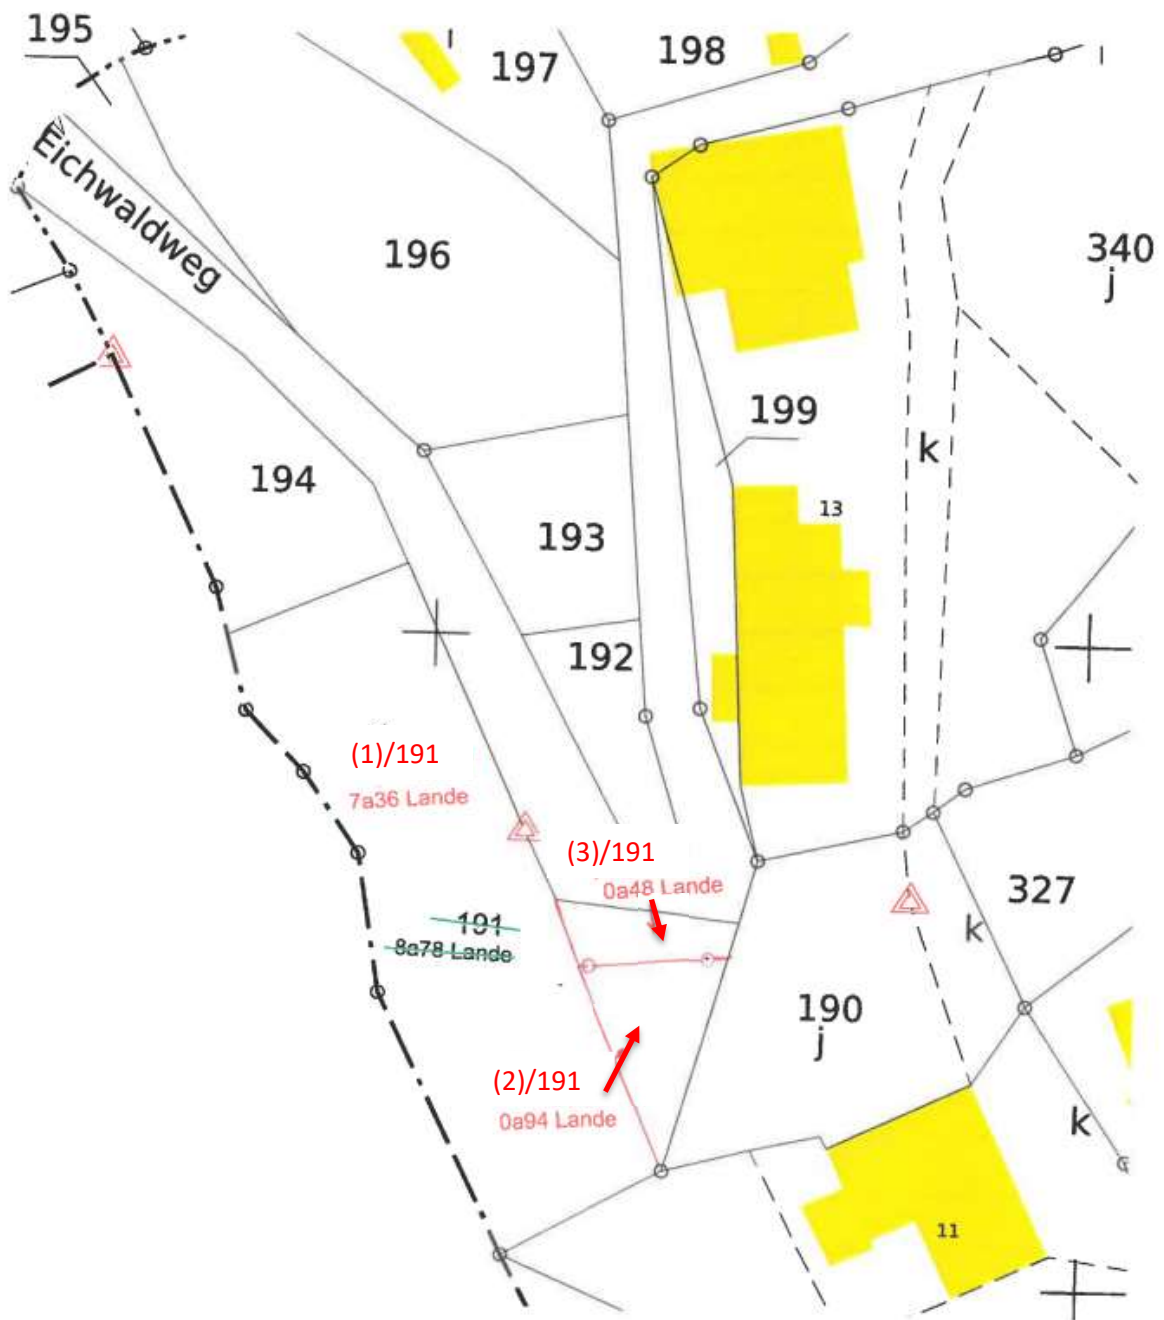 195
I
197
198
I
Eichwaldweg
196
340
j
199
k
194
13
193
192
(1)/191
7a36 Lande
(3)/191
0a48 Lande
327
191
8a78 Lande
k
190
j
(2)/191
0a94 Lande
k
11